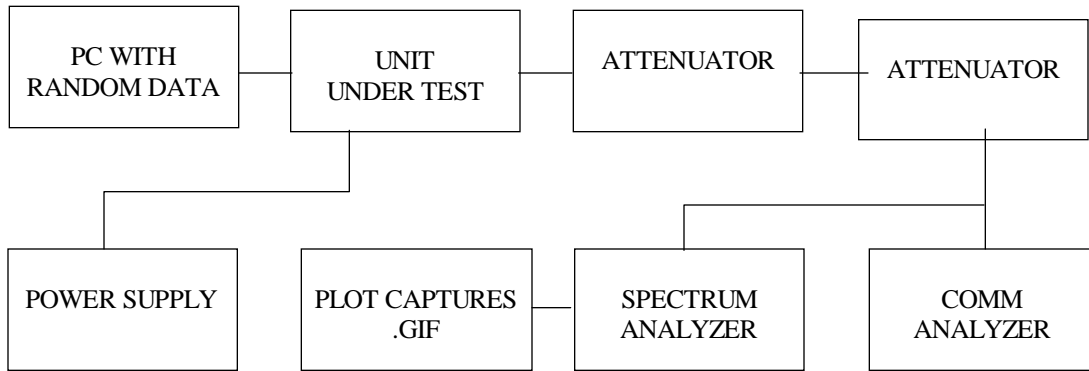 PC WITH
RANDOM DATA
UNIT
UNDER TEST
ATTENUATOR
ATTENUATOR
POWER SUPPLY
PLOT CAPTURES
.GIF
SPECTRUM
ANALYZER
COMM
ANALYZER